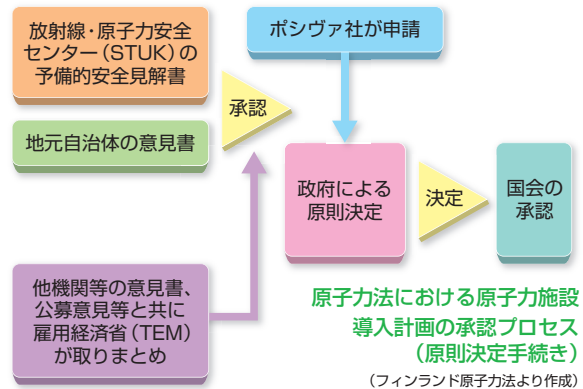 放射線・原子力安全
センター(STUK)の
予備的安全見解書
ポシヴァ社が申請
承認
地元自治体の意見書
政府による
原則決定
決定
国会の
承認
他機関等の意見書、
公募意見等と共に
雇用経済省(TEM)
が取りまとめ
原子力法における原子力施設
導入計画の承認プロセス
(原則決定手続き)
(フィンランド原子力法より作成)